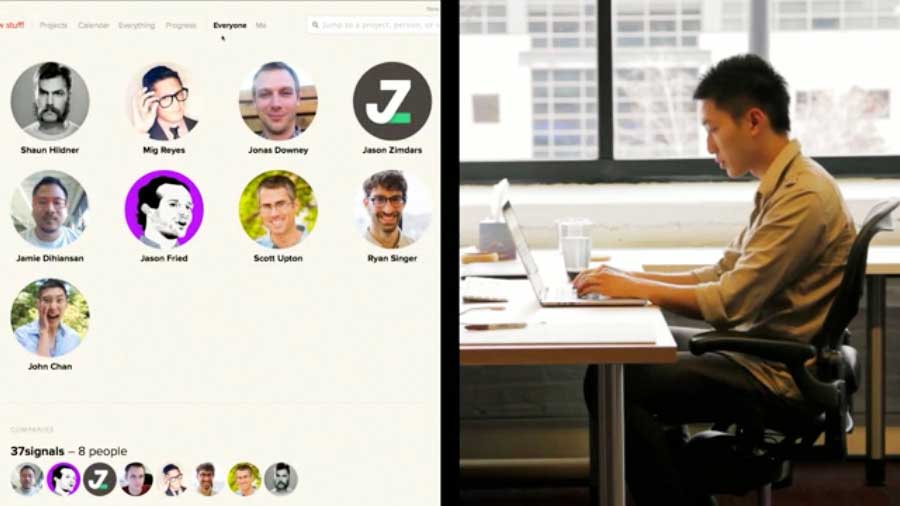 w stuff! Projects Calendar Everything Progress Everyone Me Jump to a project, person, or
Shaun Hildner Mig Reyes Jonas Downey Jason Zimdars
Jamie Dihiansan Jason Fried Scott Upton Ryan Singer
John Chan
COMPANIES
37signals – 8 people